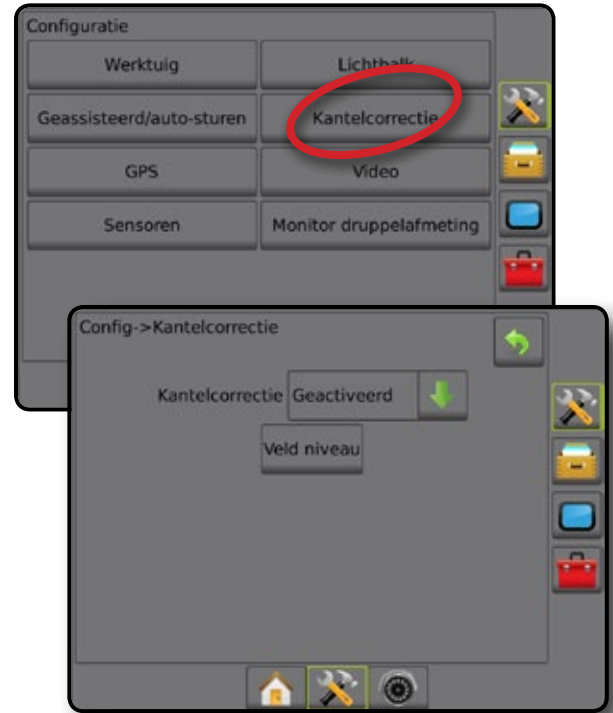 Configuratie
Werktuig Lichtbalk
Geassisteerd/auto-sturen Kantelcorrectie
GPS Video
Sensoren Monitor druppelafmeting
Config->Kantelcorrectie
Kantelcorrectie Geactiveerd
Veld niveau